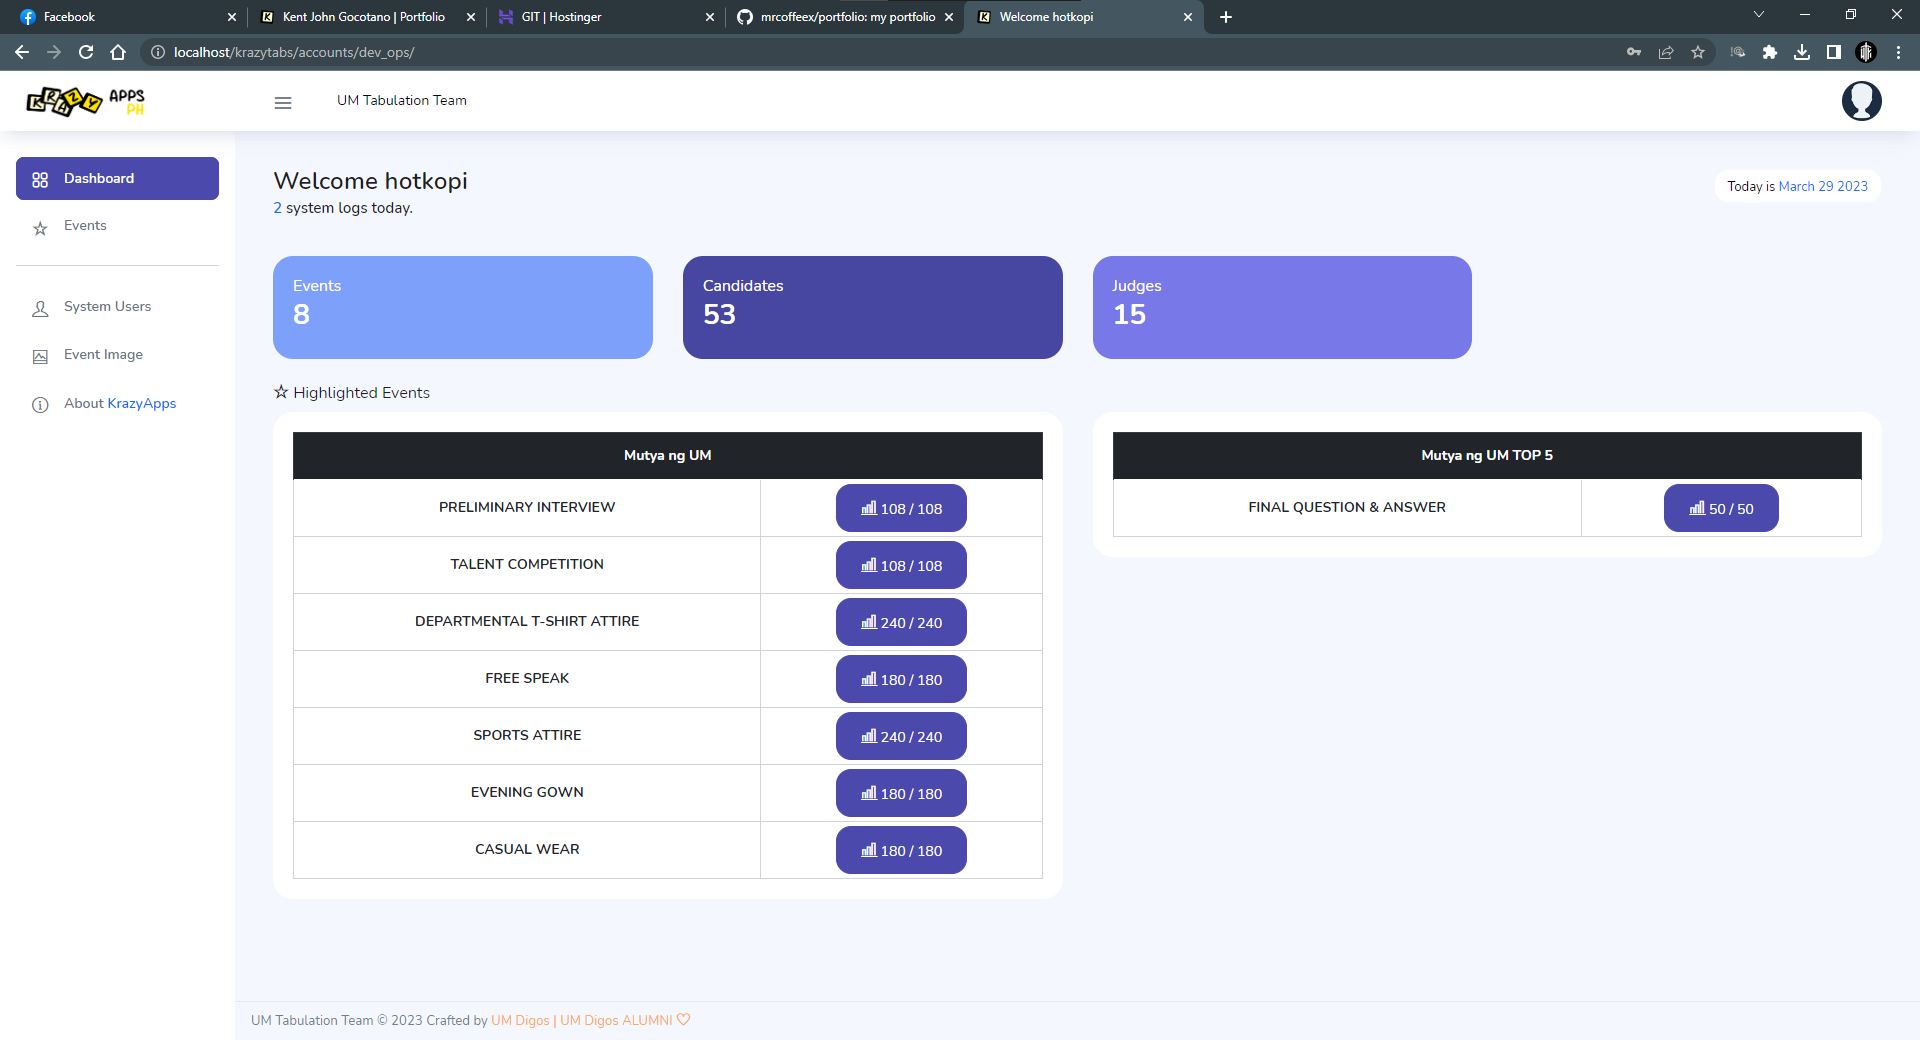 Facebook
Kent John Gocotano | Portfolio
GIT | Hostinger
mrcoffeex/portfolio: my portfolio
Welcome hotkopi
localhost/krazytabs/accounts/dev_ops/
KRAZY APPS PH
UM Tabulation Team
Dashboard
Events
System Users
Event Image
About KrazyApps
Welcome hotkopi
2 system logs today.
Today is March 29 2023
Events
8
Candidates
53
Judges
15
Highlighted Events
Mutya ng UM
PRELIMINARY INTERVIEW 108 / 108
TALENT COMPETITION 108 / 108
DEPARTMENTAL T-SHIRT ATTIRE 240 / 240
FREE SPEAK 180 / 180
SPORTS ATTIRE 240 / 240
EVENING GOWN 180 / 180
CASUAL WEAR 180 / 180
Mutya ng UM TOP 5
FINAL QUESTION & ANSWER 50 / 50
UM Tabulation Team © 2023 Crafted by UM Digos | UM Digos ALUMNI